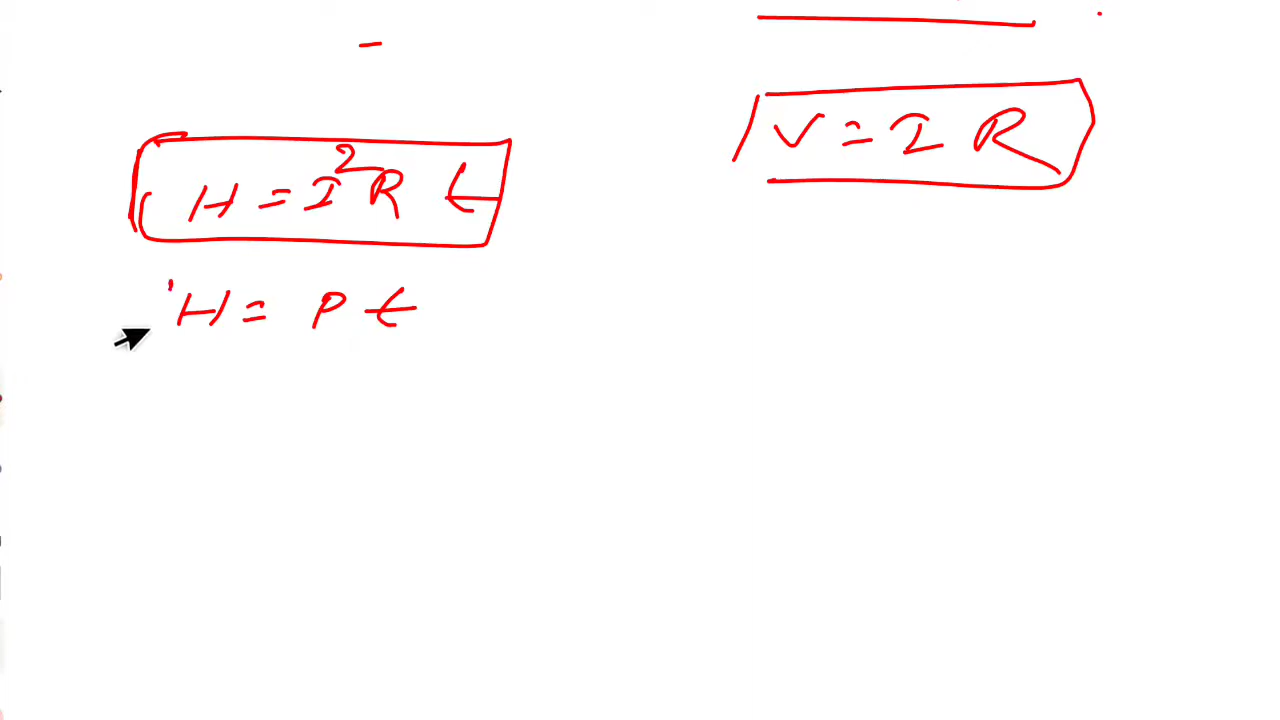 V = I R
H = I²R t
H = P t